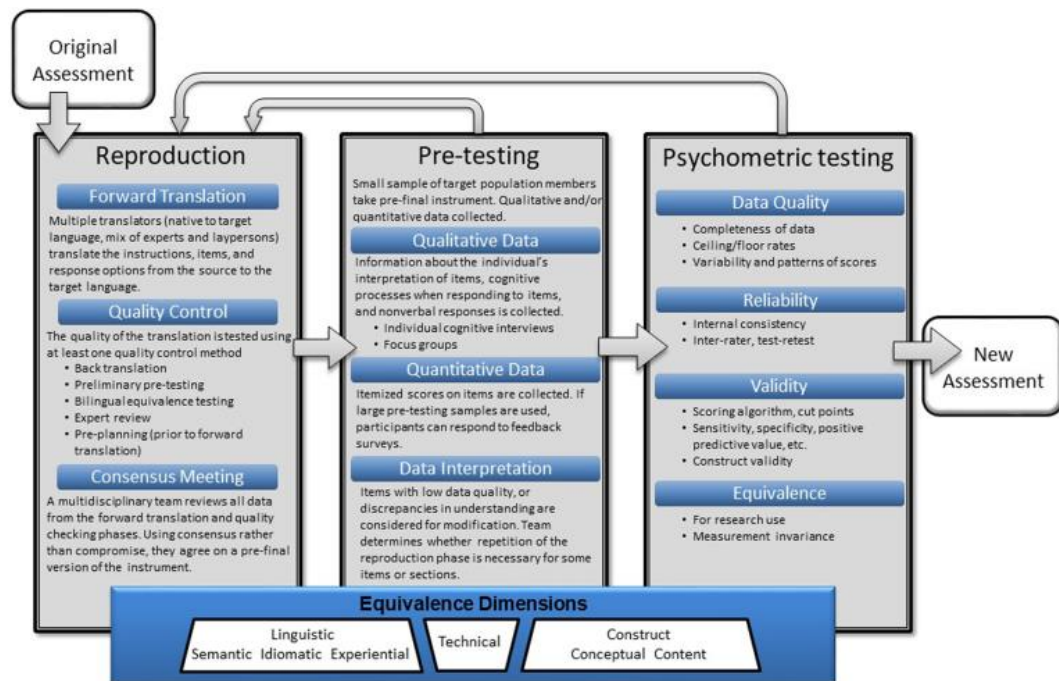 Original
Assessment
Reproduction
Forward Translation
Multiple translators (native to target
language, mix of experts and laypersons)
translate the instructions, items, and
response options from the source to the
target language.
Quality Control
The quality of the translation is tested using
at least one quality control method
• Back translation
• Preliminary pre-testing
• Bilingual equivalence testing
• Expert review
• Pre-planning (prior to forward
translation)
Consensus Meeting
A multidisciplinary team reviews all data
from the forward translation and quality
checking phases. Using consensus rather
than compromise, they agree on a pre-final
version of the instrument.
Pre-testing
Small sample of target population members
take pre-final instrument. Qualitative and/or
quantitative data collected.
Qualitative Data
Information about the individual's
interpretation of items, cognitive
processes when responding to items,
and nonverbal responses is collected.
• Individual cognitive interviews
• Focus groups
Quantitative Data
Itemized scores on items are collected. If
large pre-testing samples are used,
participants can respond to feedback
surveys.
Data Interpretation
Items with low data quality, or
discrepancies in understanding are
considered for modification. Team
determines whether repetition of the
reproduction phase is necessary for some
items or sections.
Psychometric testing
Data Quality
• Completeness of data
• Ceiling/floor rates
• Variability and patterns of scores
Reliability
• Internal consistency
• Inter-rater, test-retest
Validity
• Scoring algorithm, cut points
• Sensitivity, specificity, positive
predictive value, etc.
• Construct validity
Equivalence
• For research use
• Measurement invariance
New
Assessment
Equivalence Dimensions
Linguistic
Semantic Idiomatic Experiential
Technical
Construct
Conceptual Content